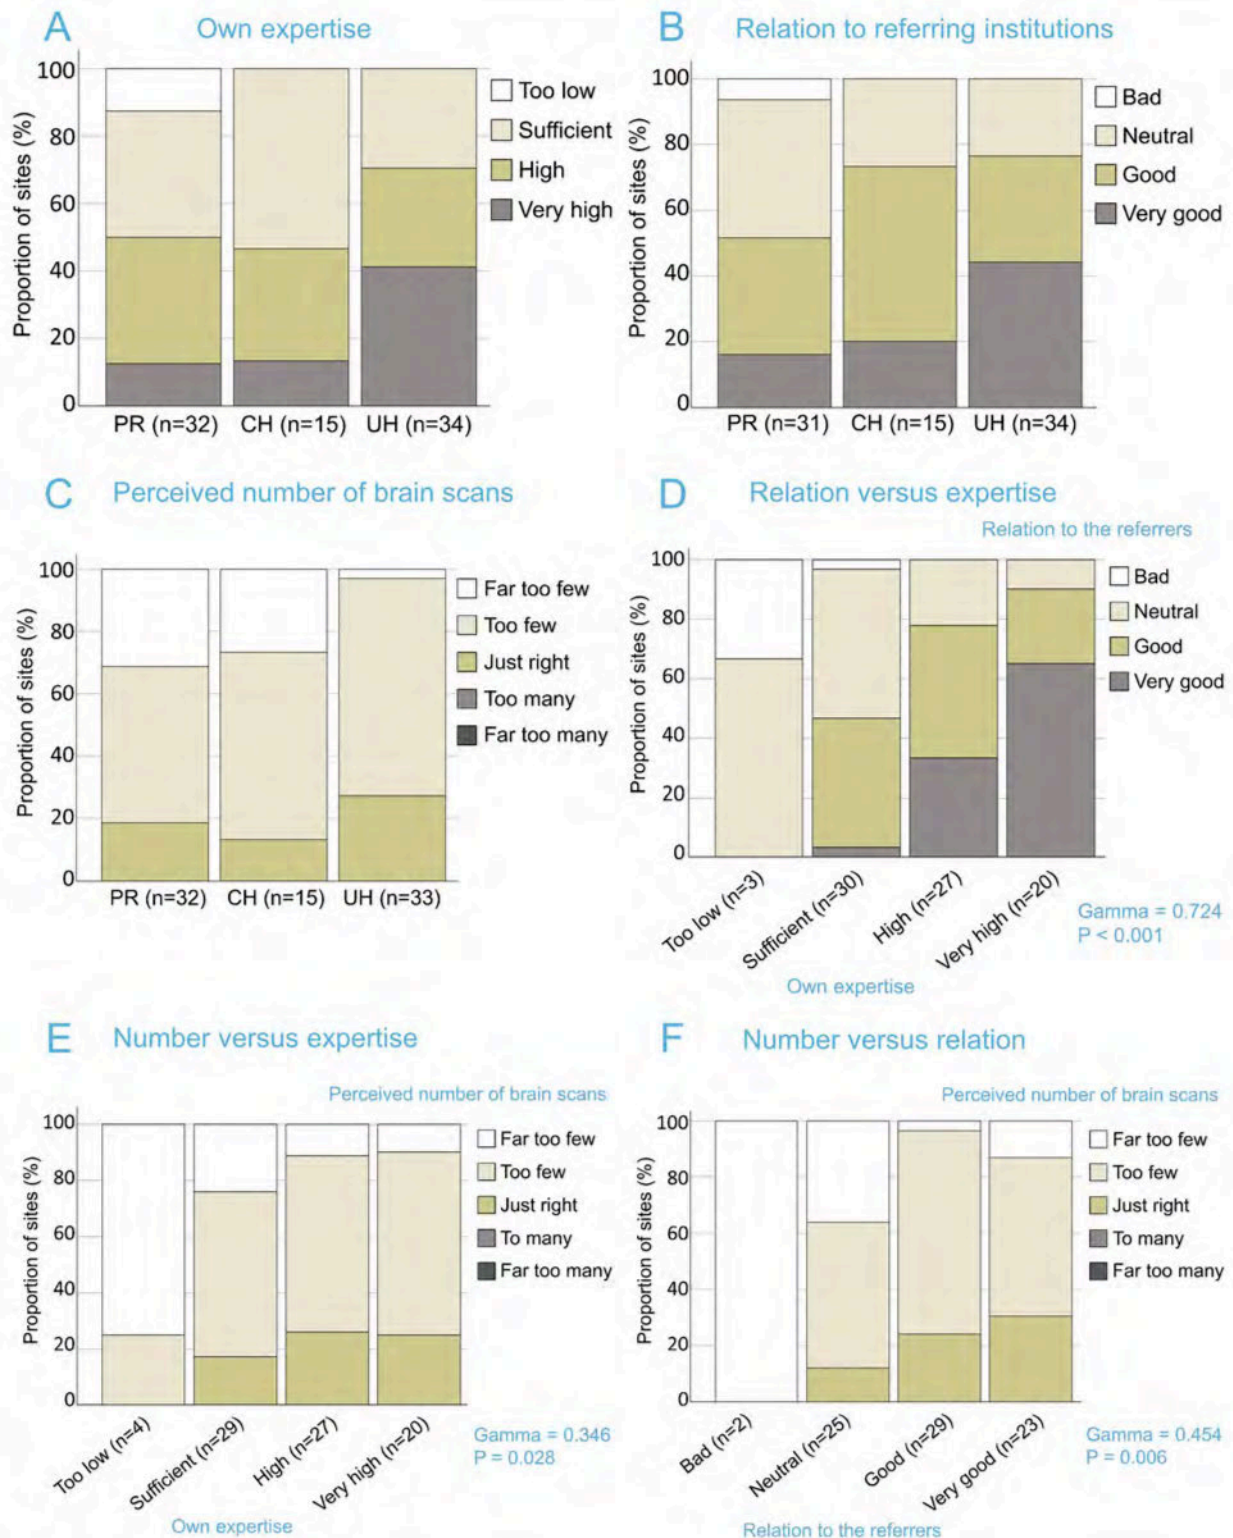 A Own expertise
Proportion of sites (%)
100
80
60
40
20
0
PR (n=32) CH (n=15) UH (n=34)
Too low
Sufficient
High
Very high
B Relation to referring institutions
Proportion of sites (%)
100
80
60
40
20
0
PR (n=31) CH (n=15) UH (n=34)
Bad
Neutral
Good
Very good
C Perceived number of brain scans
Proportion of sites (%)
100
80
60
40
20
0
PR (n=32) CH (n=15) UH (n=33)
Far too few
Too few
Just right
Too many
Far too many
D Relation versus expertise
Relation to the referrers
Proportion of sites (%)
100
80
60
40
20
0
Too low (n=3)
Sufficient (n=30)
High (n=27)
Very high (n=20)
Bad
Neutral
Good
Very good
Gamma = 0.724
P < 0.001
Own expertise
E Number versus expertise
Perceived number of brain scans
Proportion of sites (%)
100
80
60
40
20
0
Too low (n=4)
Sufficient (n=29)
High (n=27)
Very high (n=20)
Far too few
Too few
Just right
To many
Far too many
Gamma = 0.346
P = 0.028
Own expertise
F Number versus relation
Perceived number of brain scans
Proportion of sites (%)
100
80
60
40
20
0
Bad (n=2)
Neutral (n=25)
Good (n=29)
Very good (n=23)
Far too few
Too few
Just right
To many
Far too many
Gamma = 0.454
P = 0.006
Relation to the referrers